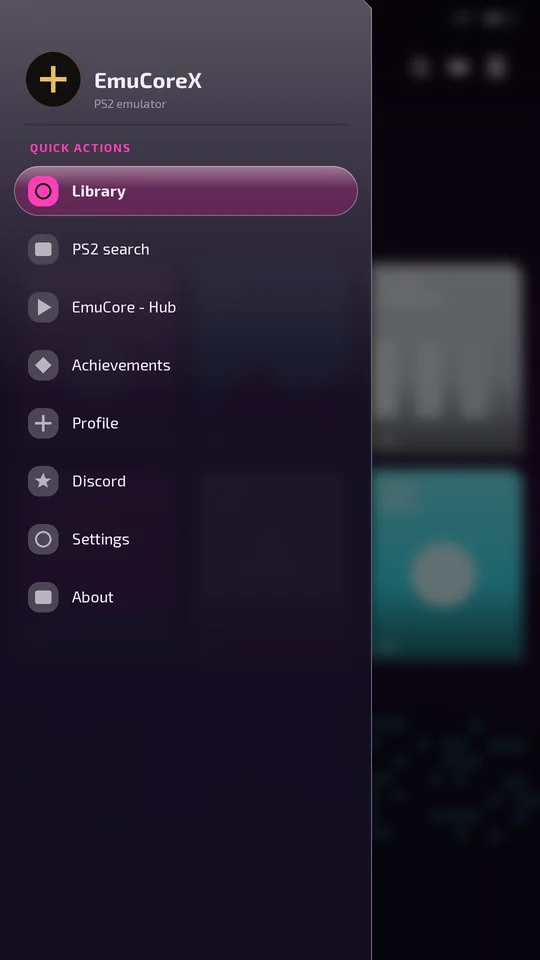 EmuCoreX
PS2 emulator
QUICK ACTIONS
Library
PS2 search
EmuCore - Hub
Achievements
Profile
Discord
Settings
About